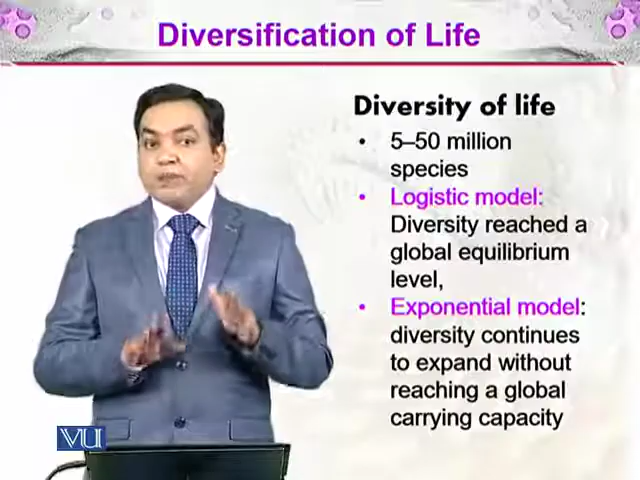 Diversification of Life
Diversity of life
• 5–50 million
species
• Logistic model:
Diversity reached a
global equilibrium
level,
• Exponential model:
diversity continues
to expand without
reaching a global
carrying capacity
VU